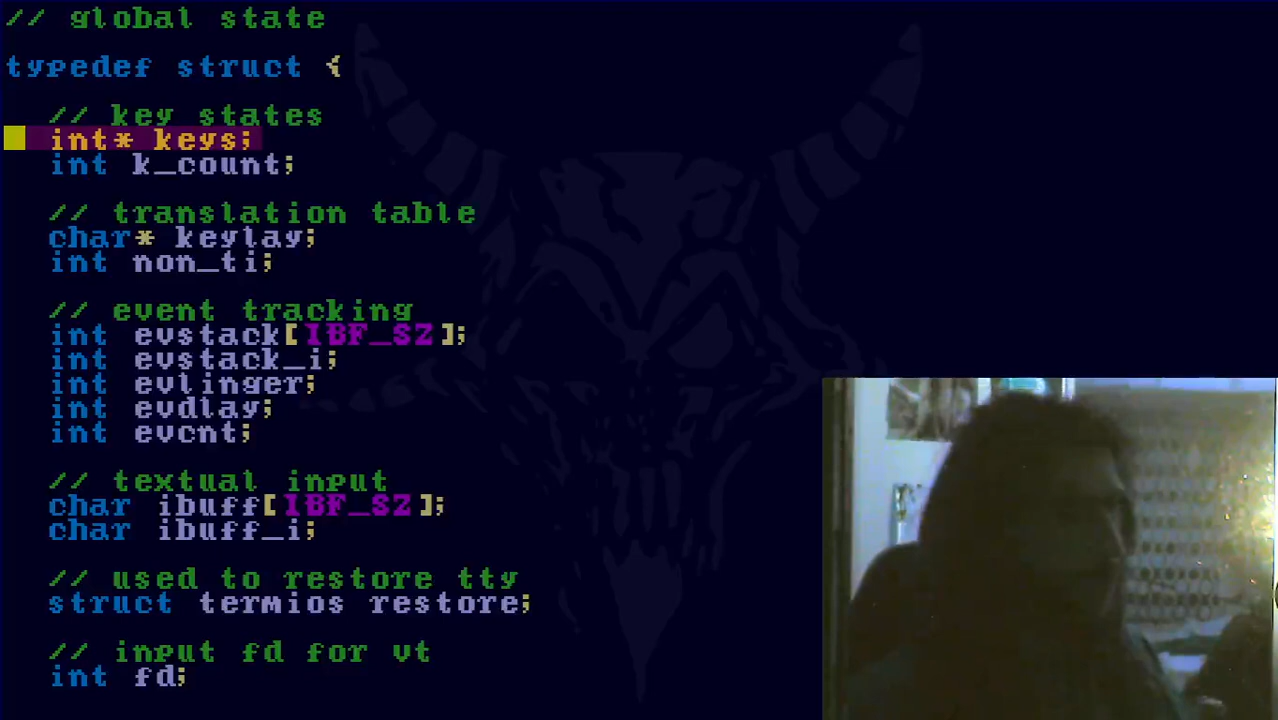 // global state
typedef struct {
// key states
int* keys;
int k_count;
// translation table
char* keylay;
int non_ti;
// event tracking
int evstack[IBF_SZ];
int evstack_i;
int evlinger;
int evdlay;
int evcnt;
// textual input
char ibuff[IBF_SZ];
char ibuff_i;
// used to restore tty
struct termios restore;
// input fd for vt
int fd;